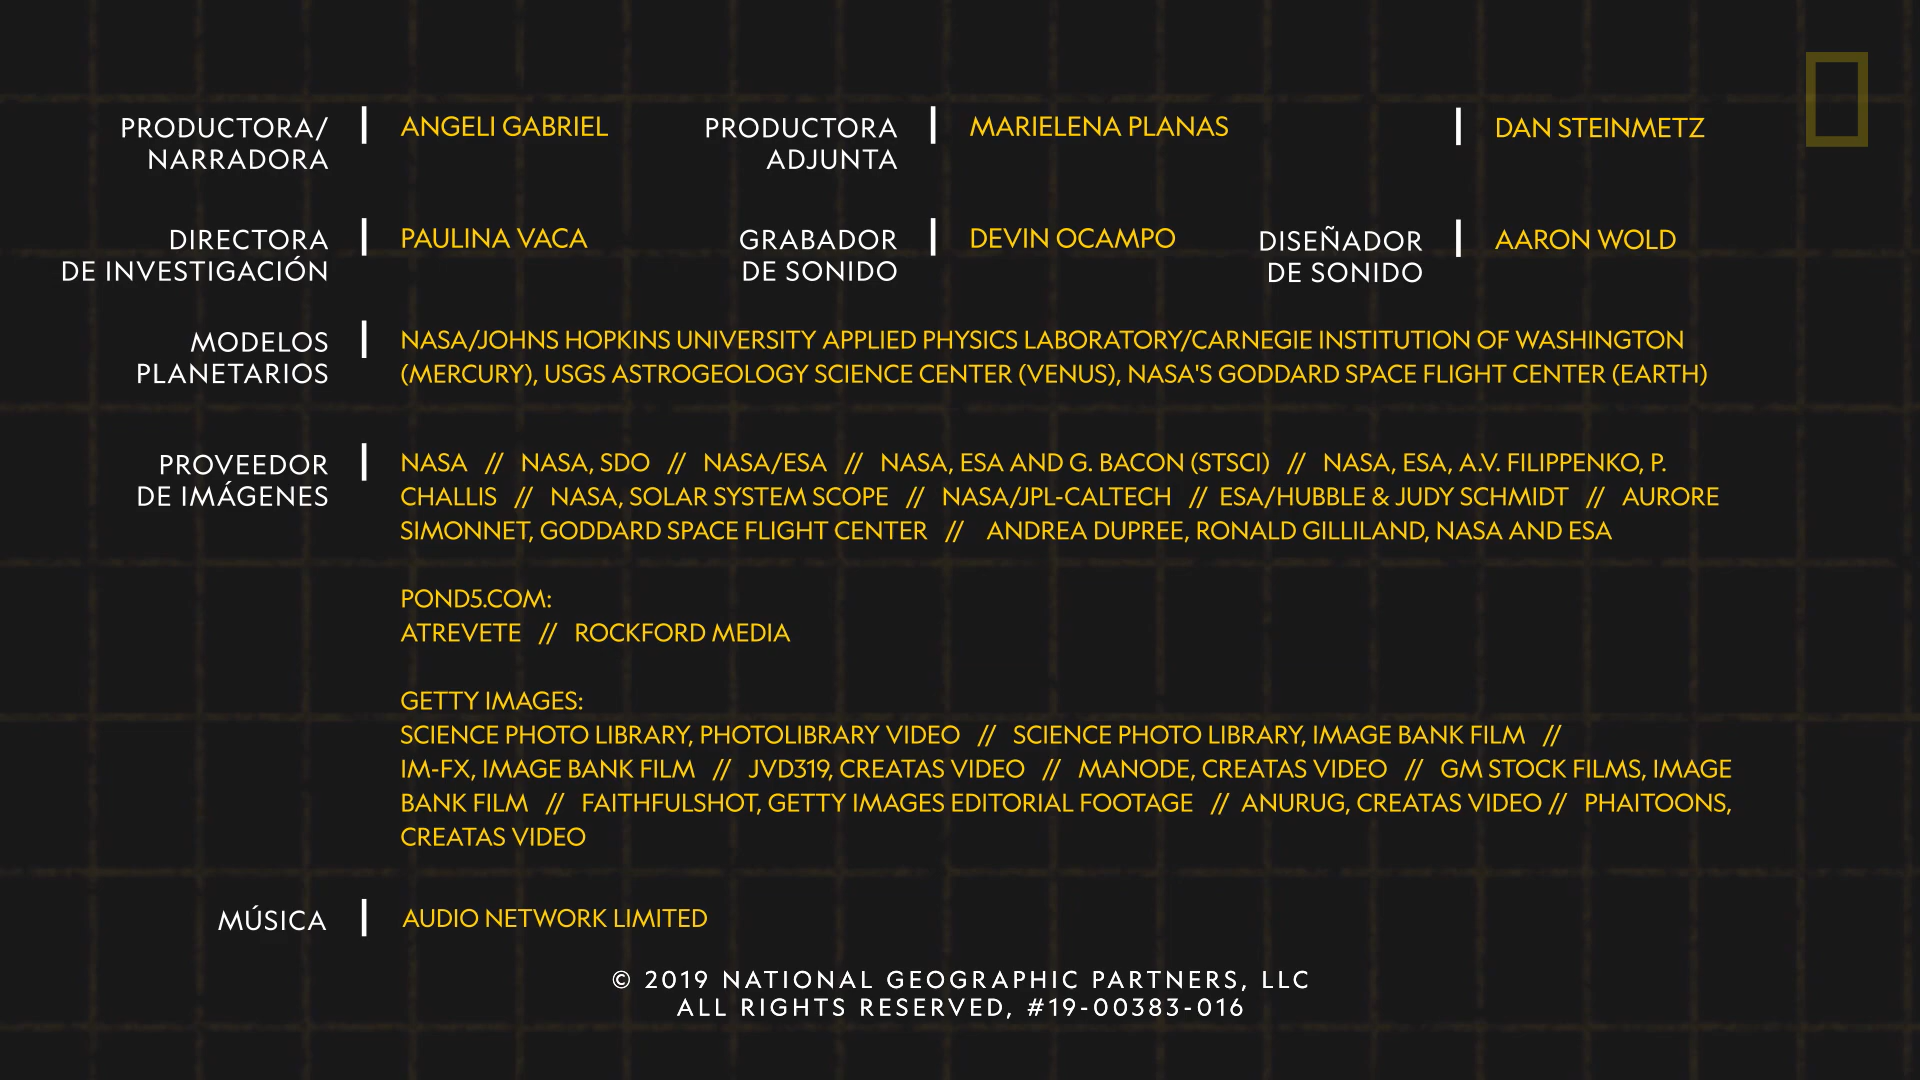 PRODUCTORA/ NARRADORA | ANGELI GABRIEL
PRODUCTORA ADJUNTA | MARIELENA PLANAS
| DAN STEINMETZ
DIRECTORA DE INVESTIGACIÓN | PAULINA VACA
GRABADOR DE SONIDO | DEVIN OCAMPO
DISEÑADOR DE SONIDO | AARON WOLD
MODELOS PLANETARIOS | NASA/JOHNS HOPKINS UNIVERSITY APPLIED PHYSICS LABORATORY/CARNEGIE INSTITUTION OF WASHINGTON
(MERCURY), USGS ASTROGEOLOGY SCIENCE CENTER (VENUS), NASA'S GODDARD SPACE FLIGHT CENTER (EARTH)
PROVEEDOR DE IMÁGENES | NASA // NASA, SDO // NASA/ESA // NASA, ESA AND G. BACON (STSCI) // NASA, ESA, A.V. FILIPPENKO, P.
CHALLIS // NASA, SOLAR SYSTEM SCOPE // NASA/JPL-CALTECH // ESA/HUBBLE & JUDY SCHMIDT // AURORE
SIMONNET, GODDARD SPACE FLIGHT CENTER // ANDREA DUPREE, RONALD GILLILAND, NASA AND ESA
POND5.COM:
ATREVETE // ROCKFORD MEDIA
GETTY IMAGES:
SCIENCE PHOTO LIBRARY, PHOTOLIBRARY VIDEO // SCIENCE PHOTO LIBRARY, IMAGE BANK FILM //
IM-FX, IMAGE BANK FILM // JVD319, CREATAS VIDEO // MANODE, CREATAS VIDEO // GM STOCK FILMS, IMAGE
BANK FILM // FAITHFULSHOT, GETTY IMAGES EDITORIAL FOOTAGE // ANURUG, CREATAS VIDEO // PHAITOONS,
CREATAS VIDEO
MÚSICA | AUDIO NETWORK LIMITED
© 2019 NATIONAL GEOGRAPHIC PARTNERS, LLC
ALL RIGHTS RESERVED, #19-00383-016